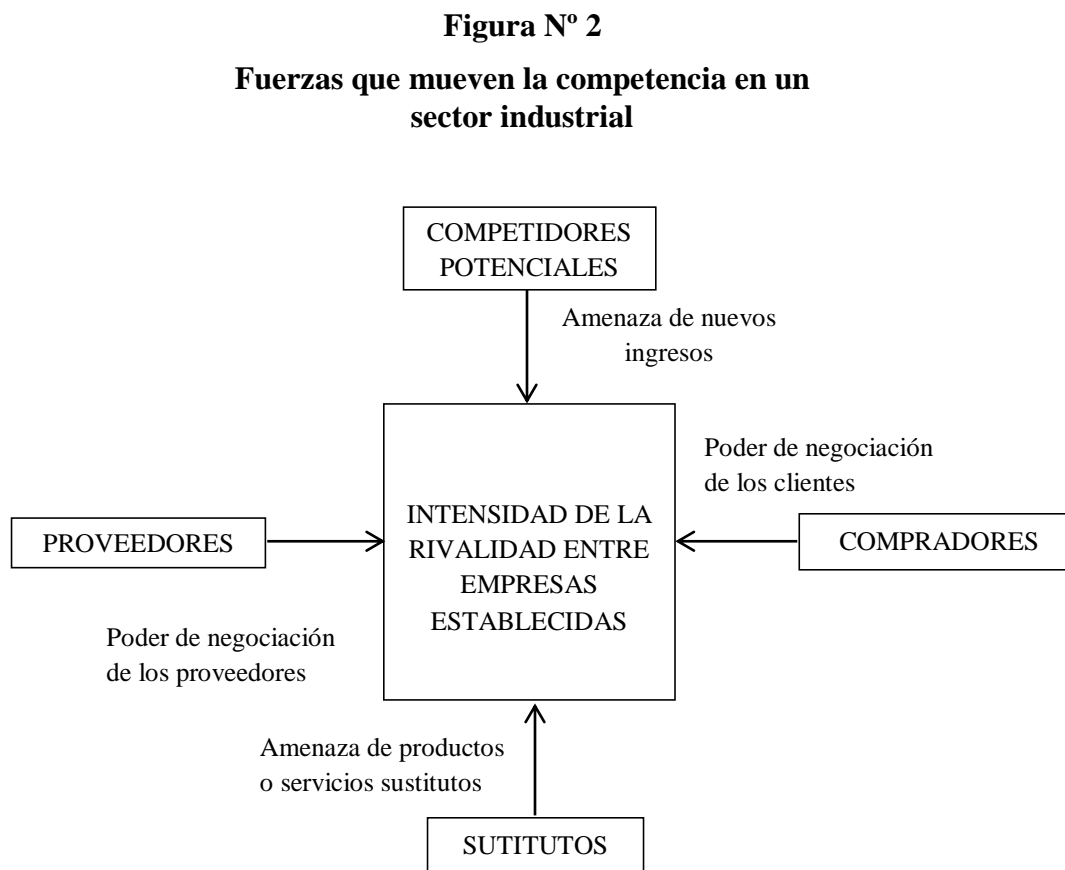 Figura Nº 2
Fuerzas que mueven la competencia en un
sector industrial
COMPETIDORES
POTENCIALES
Amenaza de nuevos
ingresos
Poder de negociación
de los clientes
INTENSIDAD DE LA
RIVALIDAD ENTRE
EMPRESAS
ESTABLECIDAS
PROVEEDORES
COMPRADORES
Poder de negociación
de los proveedores
Amenaza de productos
o servicios sustitutos
SUTITUTOS